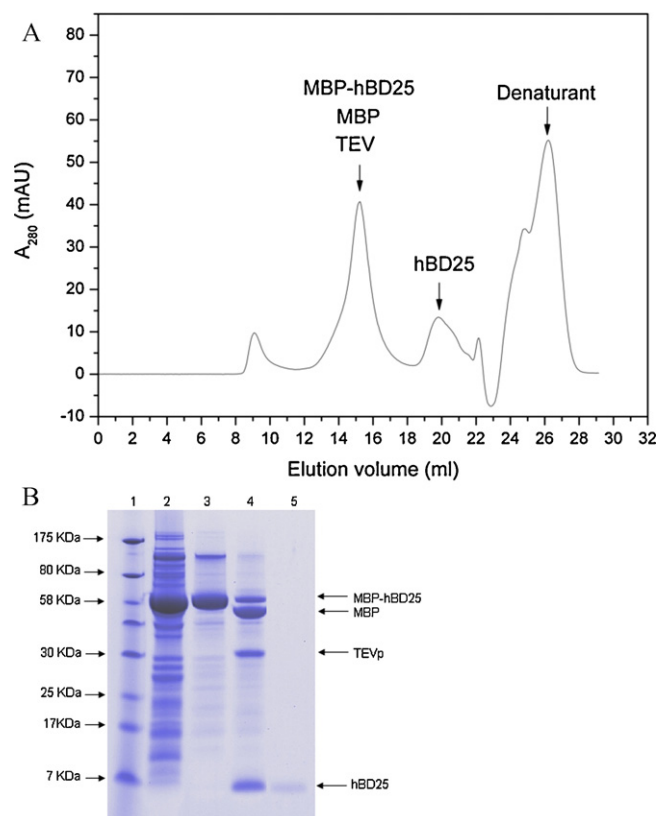 A
80
70
60
50
40
30
20
10
0
-10
A280 (mAU)
MBP-hBD25
MBP
TEV
hBD25
Denaturant
0 2 4 6 8 10 12 14 16 18 20 22 24 26 28 30 32
Elution volume (ml)
B
1 2 3 4 5
175 KDa
80 KDa
58 KDa
30 KDa
25 KDa
17KDa
7 KDa
MBP-hBD25
MBP
TEVp
hBD25